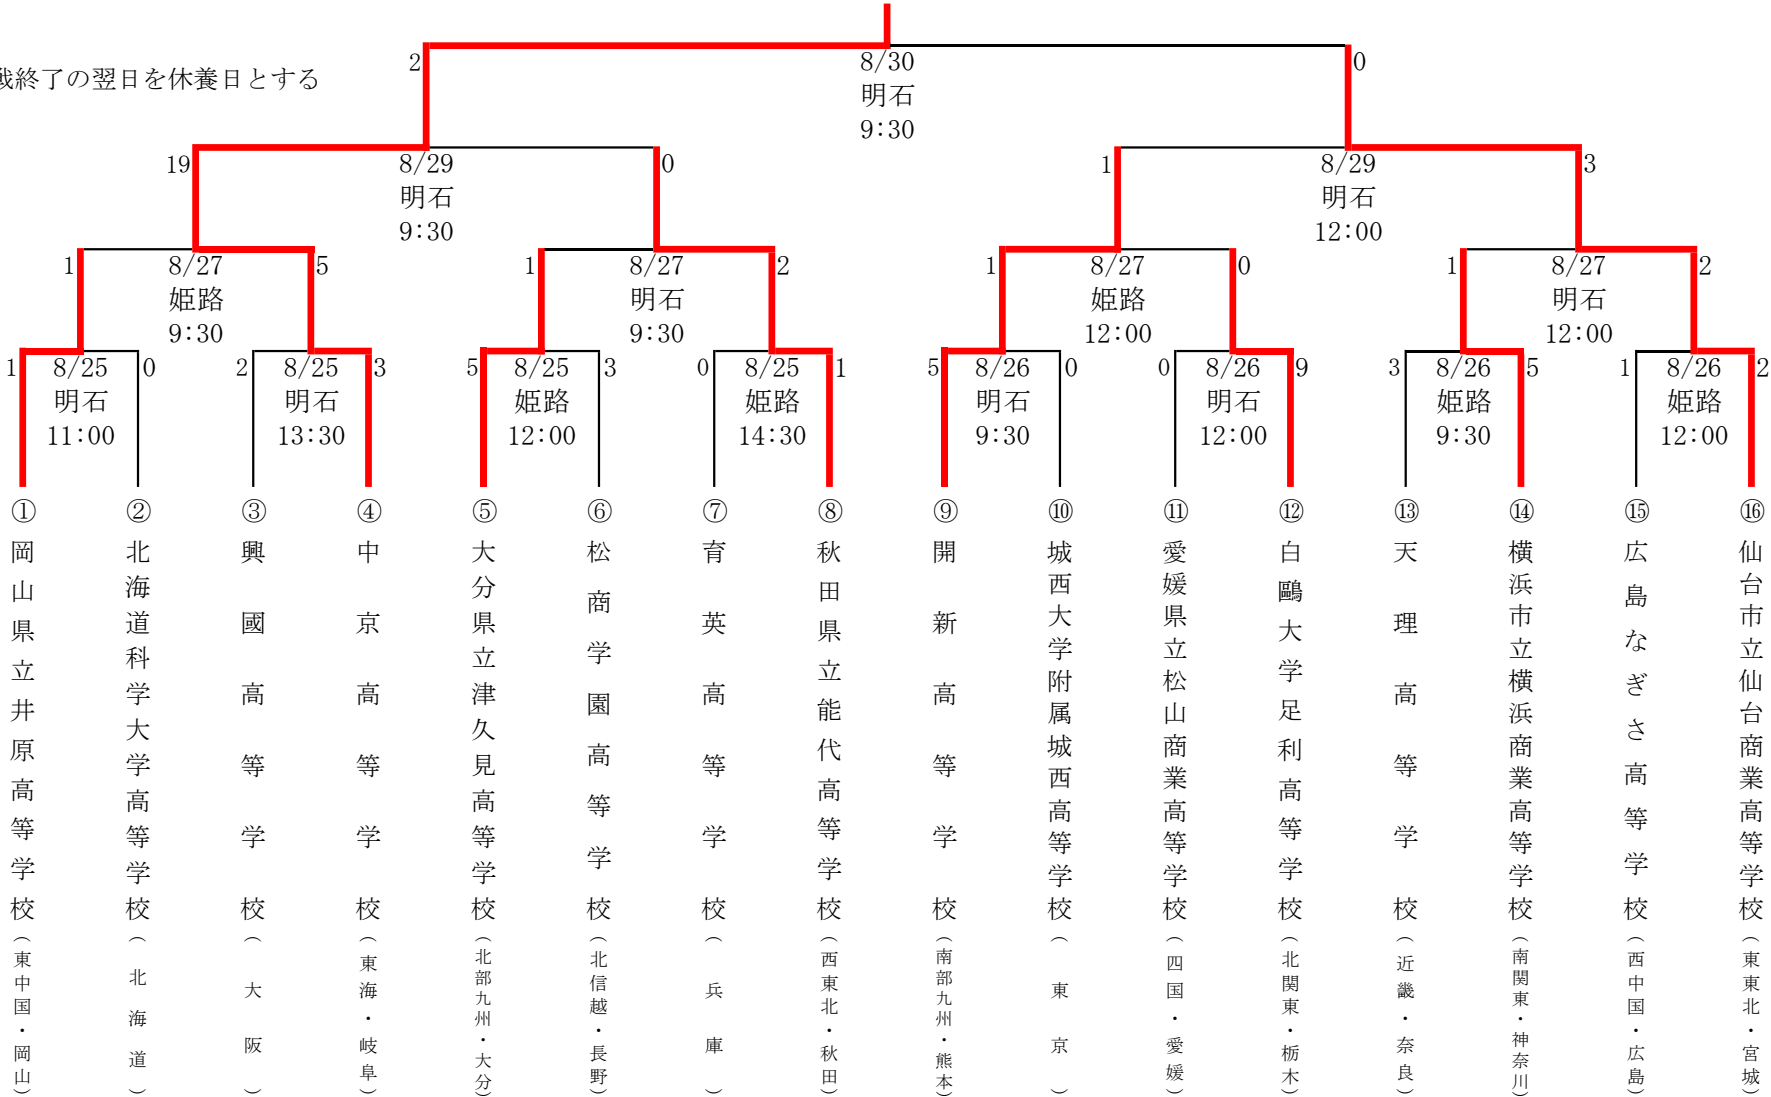 2
8/30
0
戦終了の翌日を休養日とする
明石
9:30
19
8/29
0
1
8/29
3
明石
明石
9:30
12:00
1
8/27
5
1
8/27
2
1
8/27
0
1
8/27
2
姫路
明石
姫路
明石
9:30
9:30
12:00
12:00
1
8/25
0
2
8/25
3
5
8/25
3
0
8/25
1
5
8/26
0
0
8/26
9
3
8/26
5
1
8/26
2
明石
明石
姫路
姫路
明石
明石
姫路
姫路
11:00
13:30
12:00
14:30
9:30
12:00
9:30
12:00
①
岡山県立井原高等学校(東中国・岡山)
②
北海道科学大学高等学校(北海道)
③
興國高等学校(大阪)
④
中京高等学校(東海・岐阜)
⑤
大分県立津久見高等学校(北部九州・大分)
⑥
松商学園高等学校(北信越・長野)
⑦
育英高等学校(兵庫)
⑧
秋田県立能代高等学校(西東北・秋田)
⑨
開新高等学校(南部九州・熊本)
⑩
城西大学附属城西高等学校(東京)
⑪
愛媛県立松山商業高等学校(四国・愛媛)
⑫
白鷗大学足利高等学校(北関東・栃木)
⑬
天理高等学校(近畿・奈良)
⑭
横浜市立横浜商業高等学校(南関東・神奈川)
⑮
広島なぎさ高等学校(西中国・広島)
⑯
仙台市立仙台商業高等学校(東東北・宮城)